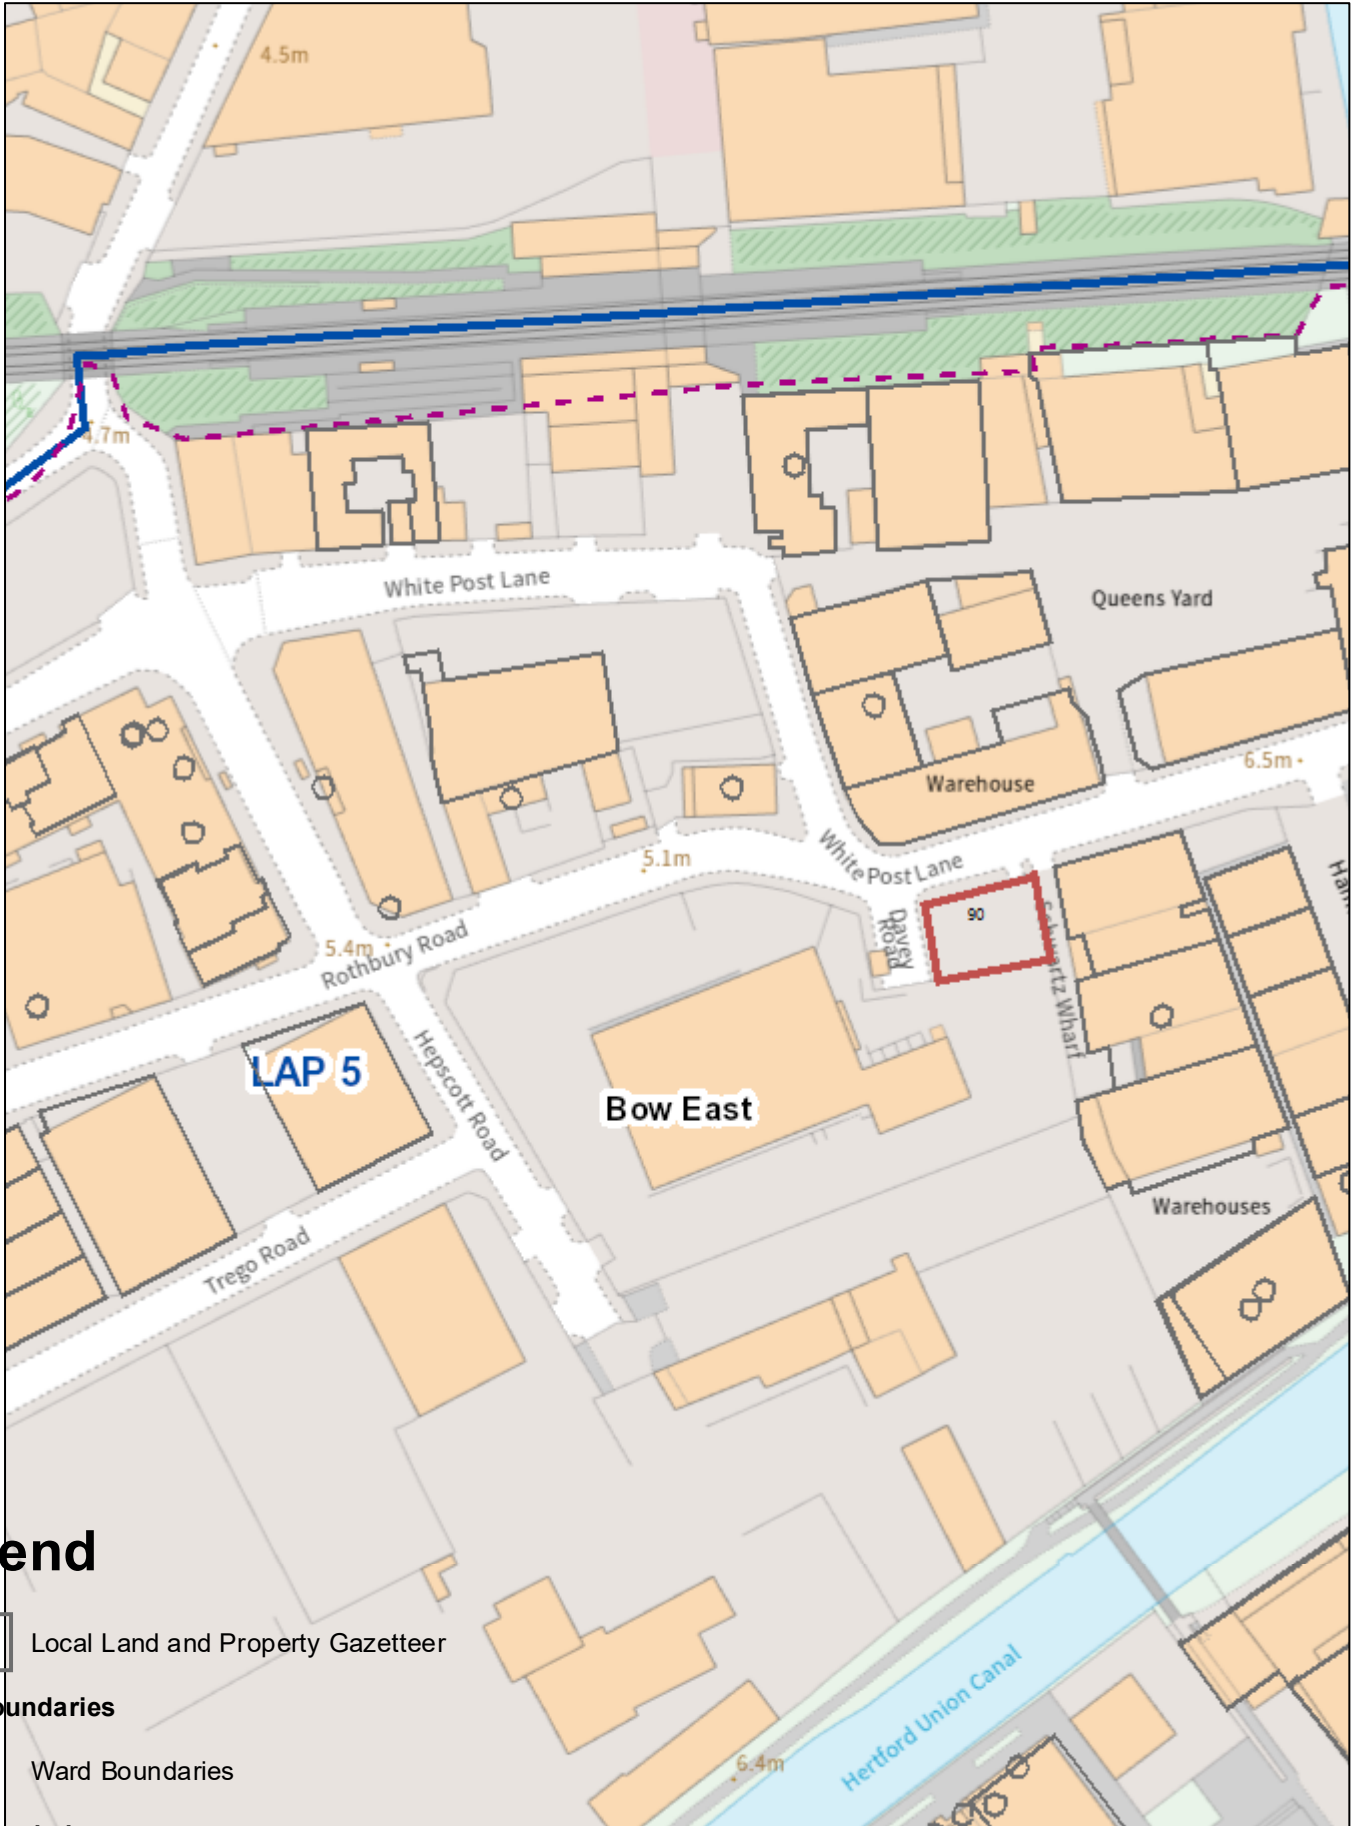 4.5m
4.7m
White Post Lane
Queens Yard
Warehouse
6.5m
5.1m
White Post Lane
90
Davey
Road
Schwartz Wharf
5.4m
Rothbury Road
LAP 5
Hepscott Road
Bow East
Trego Road
Warehouses
end
Local Land and Property Gazetteer
oundaries
Ward Boundaries
Hertford Union Canal
6.4m